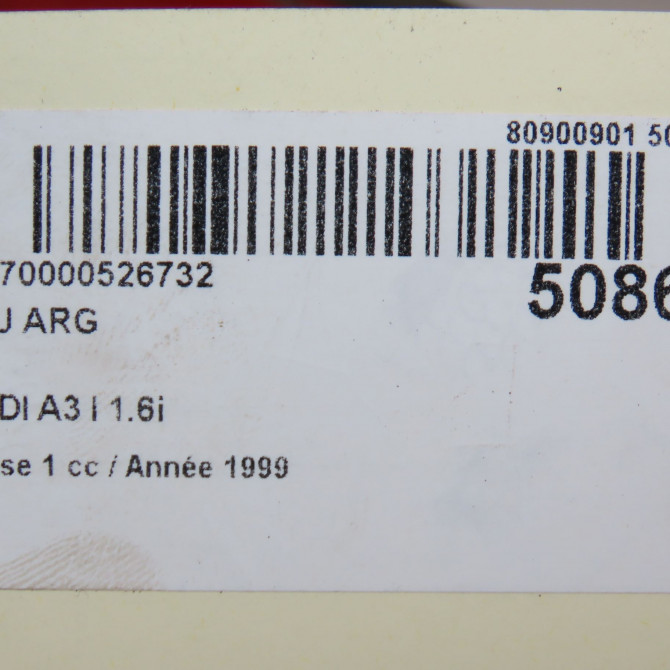 80900901 50
70000526732
5086
J ARG
DI A3 I 1.6i
se 1 cc / Année 1999